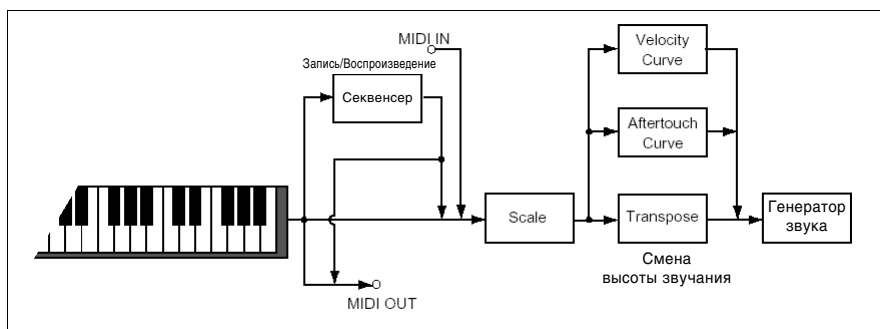 MIDI IN
Запись/Воспроизведение
Секвенсер
Velocity
Curve
Aftertouch
Curve
Scale
Transpose
Генератор
звука
Смена
высоты звучания
MIDI OUT